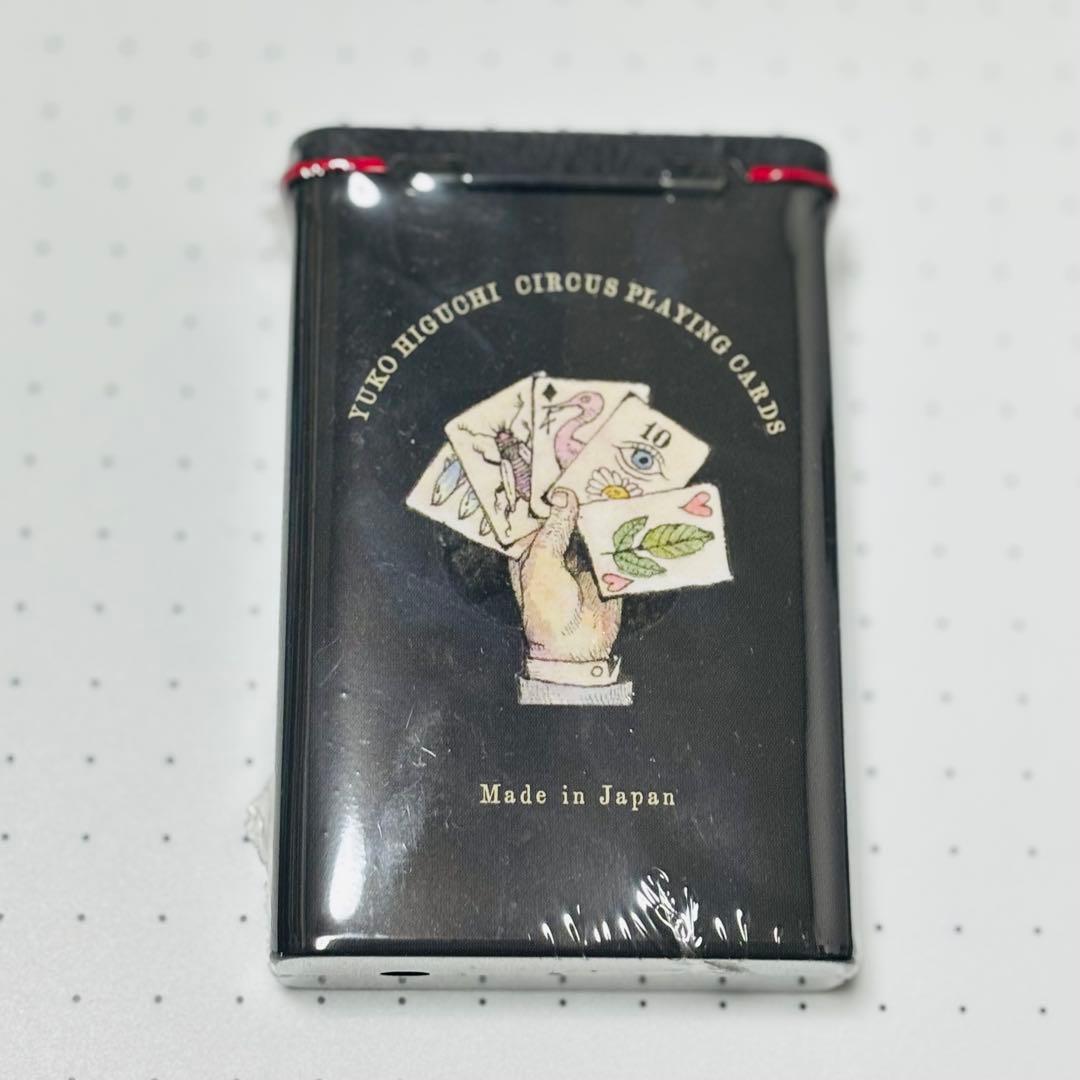 YUKO HIGUCHI CIRCUS PLAYING CARDS
10
Made in Japan